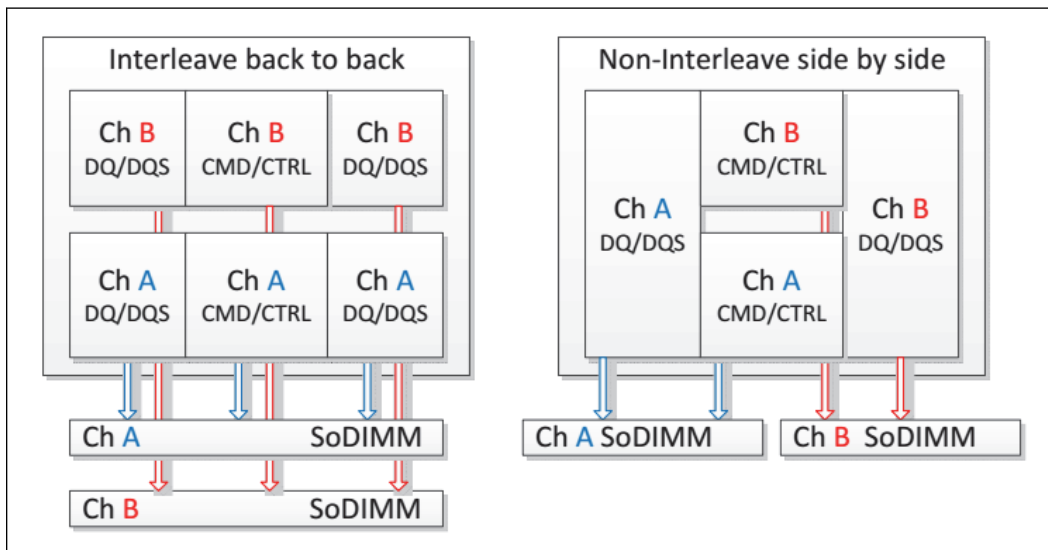 Interleave back to back
Ch B
DQ/DQS
Ch B
CMD/CTRL
Ch B
DQ/DQS
Ch A
DQ/DQS
Ch A
CMD/CTRL
Ch A
DQ/DQS
Ch A SoDIMM
Ch B SoDIMM
Non-Interleave side by side
Ch A
DQ/DQS
Ch B
CMD/CTRL
Ch A
CMD/CTRL
Ch B
DQ/DQS
Ch A SoDIMM
Ch B SoDIMM